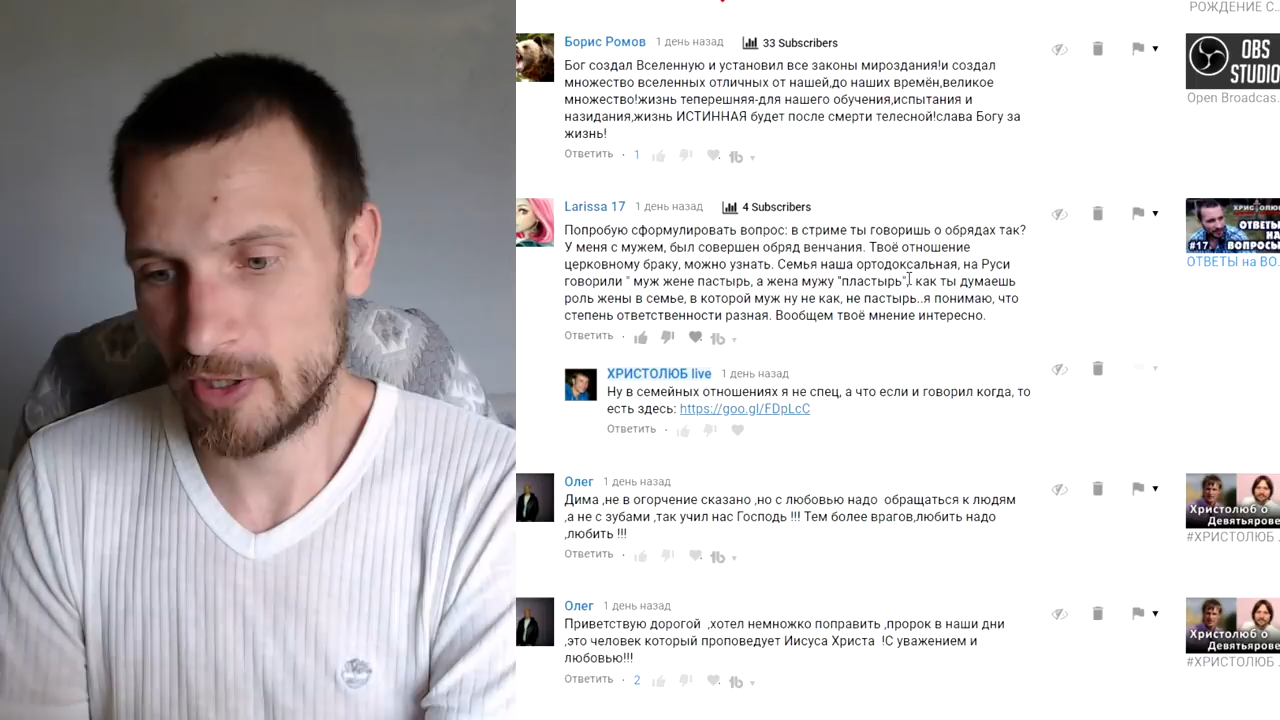 РОЖДЕНИЕ С...
Борис Ромов 1 день назад 33 Subscribers
Бог создал Вселенную и установил все законы мироздания!и создал
множество вселенных отличных от нашей,до наших времён,великое
множество!жизнь теперешняя-для нашего обучения,испытания и
назидания,жизнь ИСТИННАЯ будет после смерти телесной!слава Богу за
жизнь!
Ответить · 1
OBS
STUDIO
Open Broadcas...
Larissa 17 1 день назад 4 Subscribers
Попробую сформулировать вопрос: в стриме ты говоришь о обрядах так?
У меня с мужем, был совершен обряд венчания. Твоё отношение
церковному браку, можно узнать. Семья наша ортодоксальная, на Руси
говорили " муж жене пастырь, а жена мужу "пластырь", как ты думаешь
роль жены в семье, в которой муж ну не как, не пастырь..я понимаю, что
степень ответственности разная. Вообщем твоё мнение интересно.
Ответить ·
ХРИСТОЛЮБ
ОТВЕТЫ
НА
ВОПРОСЫ
#17
ОТВЕТЫ на ВО...
ХРИСТОЛЮБ live 1 день назад
Ну в семейных отношениях я не спец, а что если и говорил когда, то
есть здесь: https://goo.gl/FDpLcC
Ответить ·
Олег 1 день назад
Дима ,не в огорчение сказано ,но с любовью надо обращаться к людям
,а не с зубами ,так учил нас Господь !!! Тем более врагов,любить надо
,любить !!!
Ответить ·
Христолюб о
Девятьярове
#ХРИСТОЛЮБ ...
Олег 1 день назад
Приветствую дорогой ,хотел немножко поправить ,пророк в наши дни
,это человек который проповедует Иисуса Христа !С уважением и
любовью!!!
Ответить · 2
Христолюб о
Девятьярове
#ХРИСТОЛЮБ ...